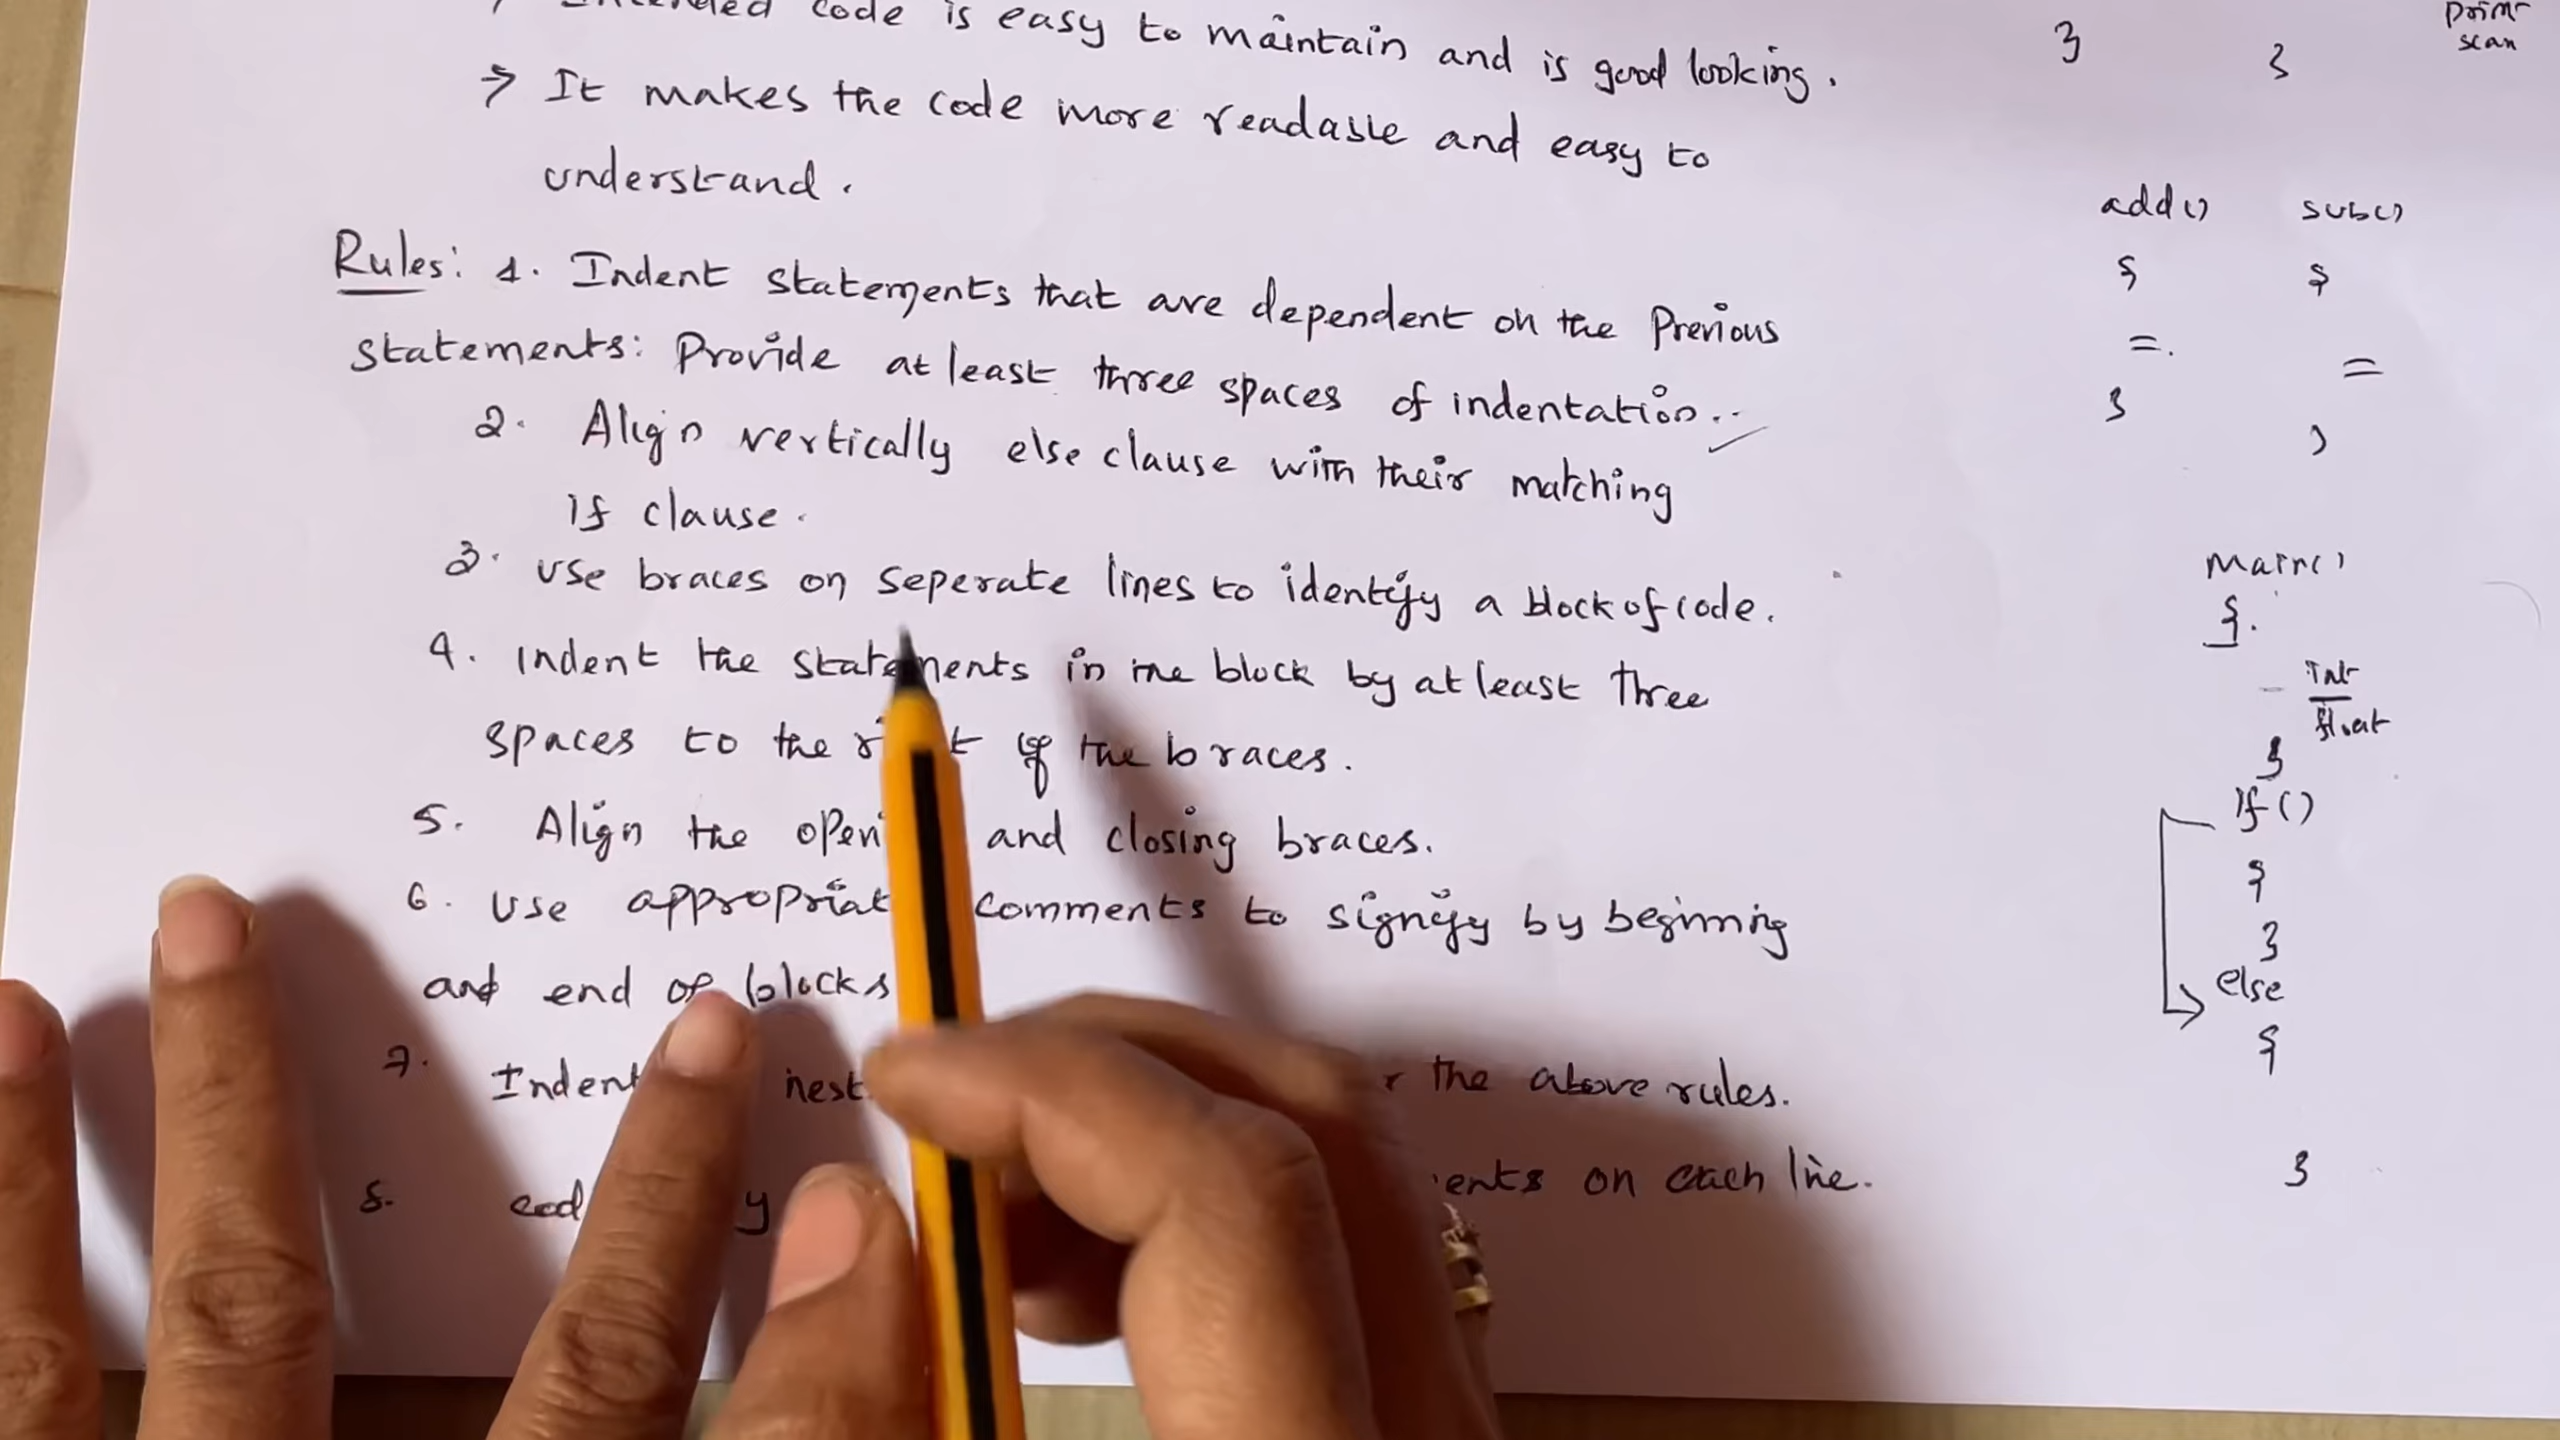 code is easy to maintain and is good looking.
→ It makes the code more readable and easy to
understand.
Rules: 1. Indent statements that are dependent on the Previous
statements: Provide at least three spaces of indentation..
2. Align vertically else clause with their matching
if clause.
3. use braces on seperate lines to identify a block of code.
4. Indent the statements in the block by at least three
spaces to the of the braces.
5. Align the and closing braces.
6. use comments to signify by beginning
and end of blocks
7. Indent the above rules.
8. on each line.
}
}
scan
add()
{
=.
}
sub()
{
=
}
main()
{.
- Int
float
}
if()
{
}
else
{
}